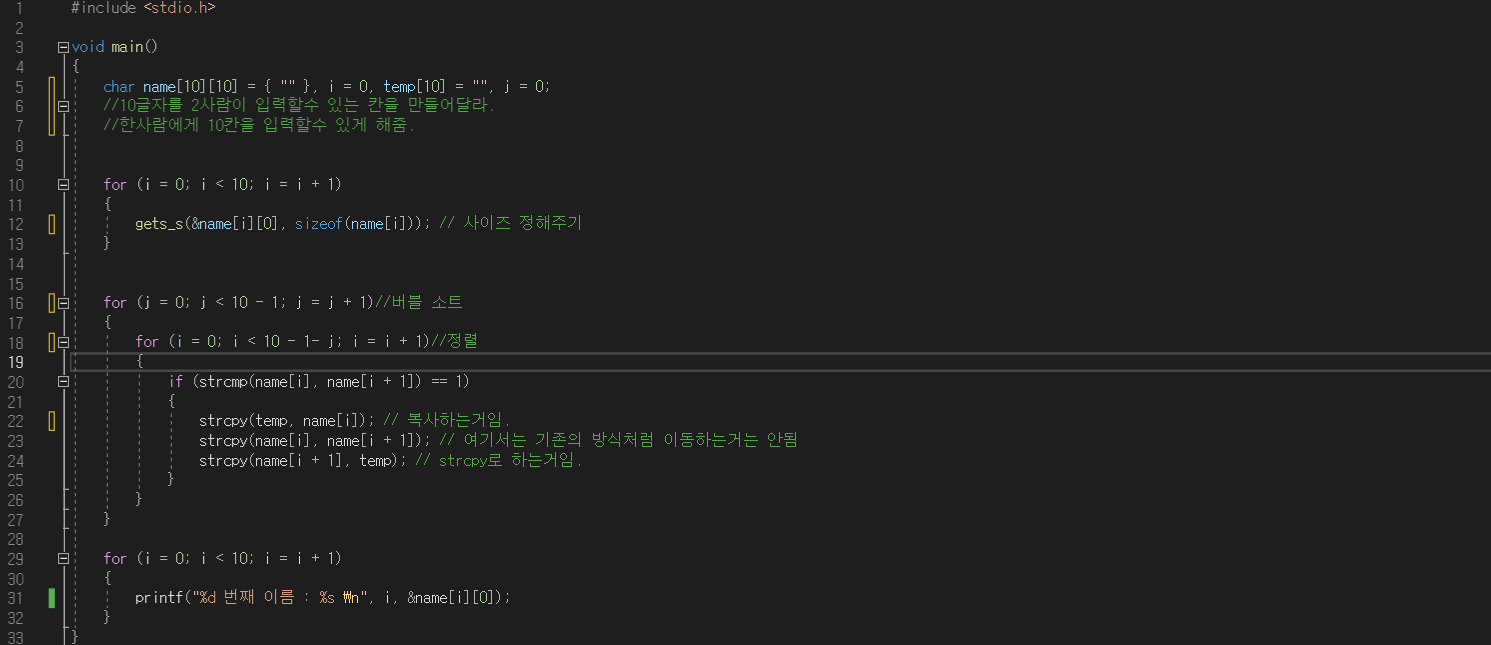 1 #include <stdio.h>
2
3 void main()
4 {
5 char name[10][10] = { "" }, i = 0, temp[10] = "", j = 0;
6 //10글자를 2사람이 입력할수 있는 칸을 만들어달라.
7 //한사람에게 10칸을 입력할수 있게 해줌.
8
9
10 for (i = 0; i < 10; i = i + 1)
11 {
12 gets_s(&name[i][0], sizeof(name[i])); // 사이즈 정해주기
13 }
14
15
16 for (j = 0; j < 10 - 1; j = j + 1)//버블 소트
17 {
18 for (i = 0; i < 10 - 1- j; i = i + 1)//정렬
19 {
20 if (strcmp(name[i], name[i + 1]) == 1)
21 {
22 strcpy(temp, name[i]); // 복사하는거임.
23 strcpy(name[i], name[i + 1]); // 여기서는 기존의 방식처럼 이동하는거는 안됨
24 strcpy(name[i + 1], temp); // strcpy로 하는거임.
25 }
26 }
27 }
28
29 for (i = 0; i < 10; i = i + 1)
30 {
31 printf("%d 번째 이름 : %s ₩n", i, &name[i][0]);
32 }
33 }